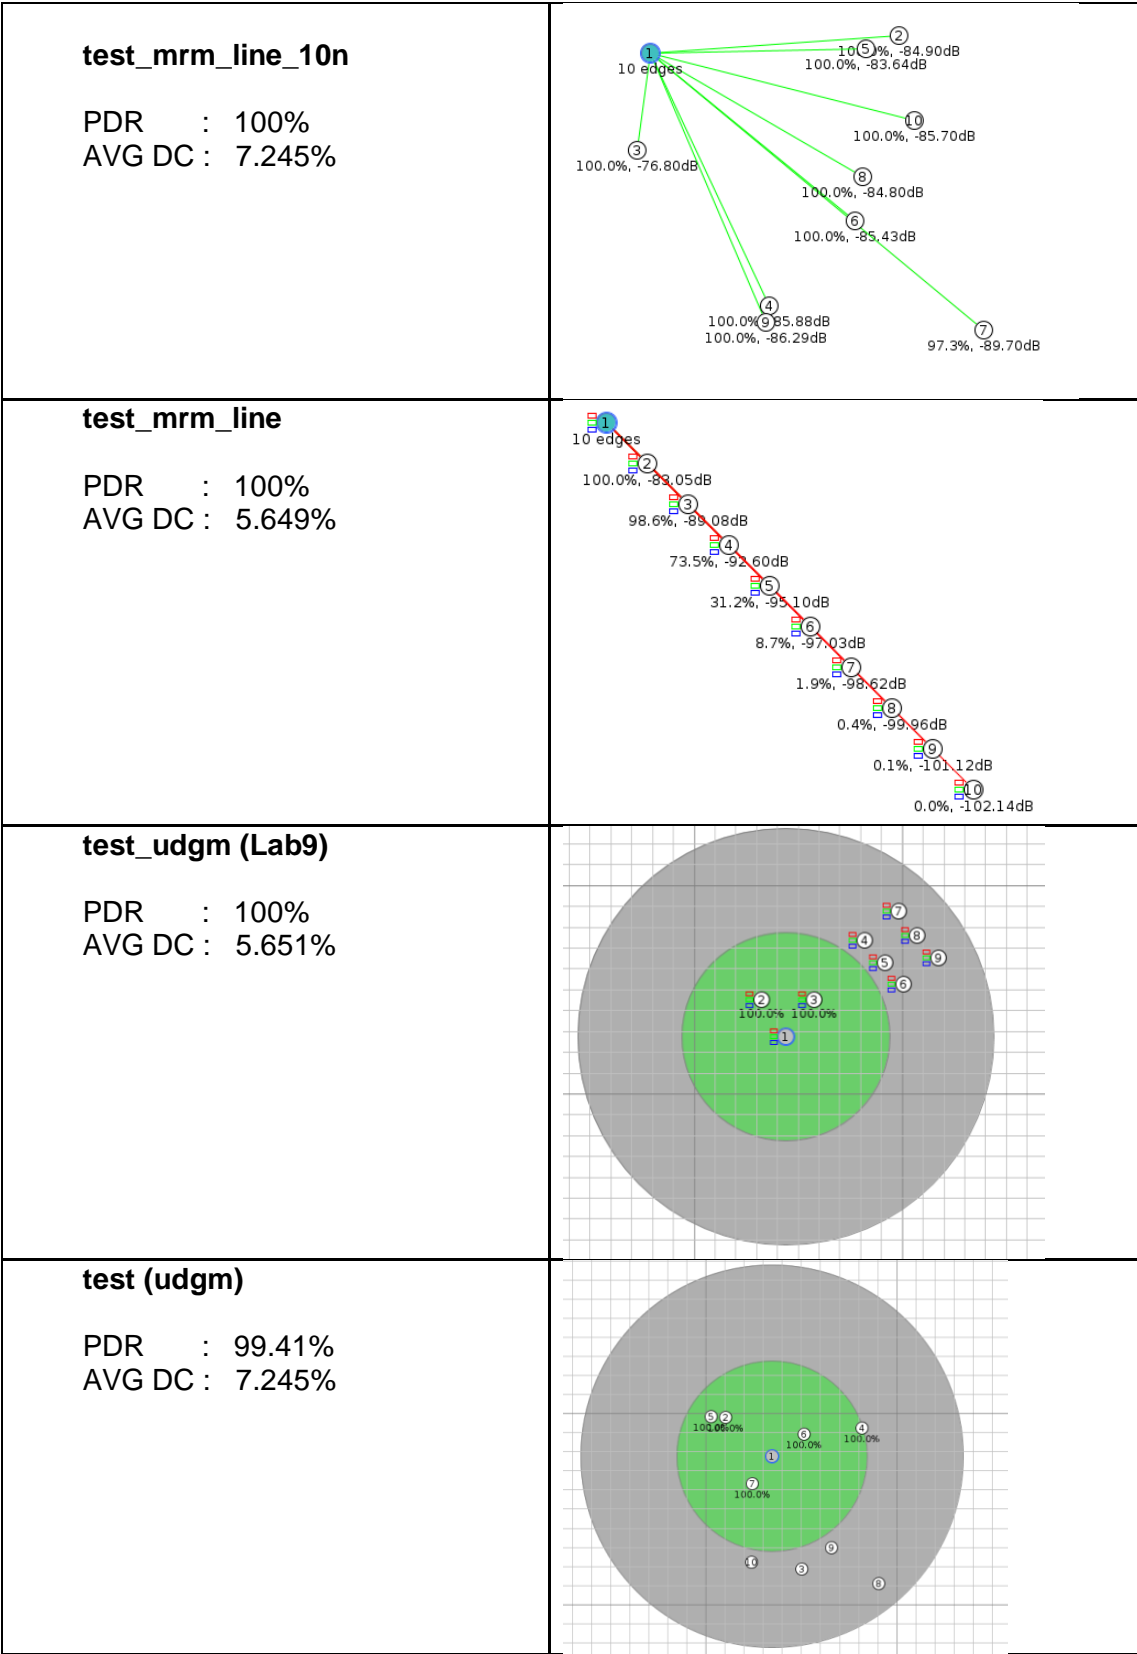 test_mrm_line_10n
PDR : 100%
AVG DC : 7.245%
1
10 edges
2
5
-84.90dB
100.0%, -83.64dB
10
100.0%, -85.70dB
3
100.0%, -76.80dB
8
100.0%, -84.80dB
6
100.0%, -85.43dB
4
9
100.0%, -86.29dB
7
97.3%, -89.70dB
test_mrm_line
PDR : 100%
AVG DC : 5.649%
1
10 edges
2
100.0%, -83.05dB
3
98.6%, -89.08dB
4
73.5%, -92.60dB
5
31.2%, -95.10dB
6
8.7%, -97.03dB
7
1.9%, -98.62dB
8
0.4%, -99.96dB
9
0.1%, -101.12dB
10
0.0%, -102.14dB
test_udgm (Lab9)
PDR : 100%
AVG DC : 5.651%
7
4
8
5
9
6
2
3
100.0% 100.0%
1
test (udgm)
PDR : 99.41%
AVG DC : 7.245%
5
2
4
100.0%
6
100.0%
1
7
100.0%
9
10
3
8